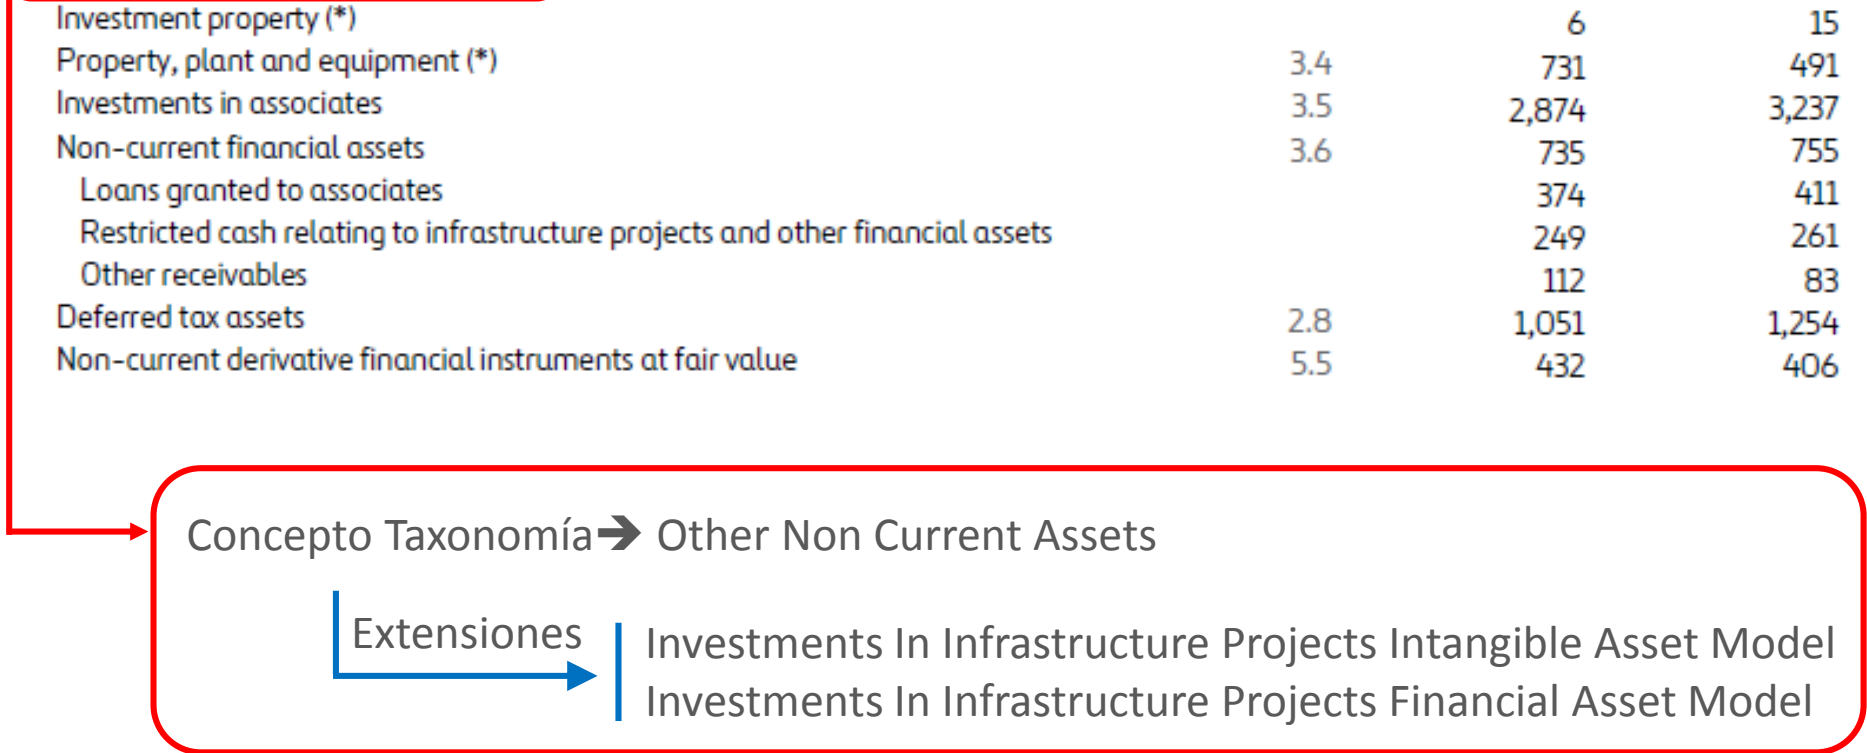 Investment property (*) 6 15
Property, plant and equipment (*) 3.4 731 491
Investments in associates 3.5 2,874 3,237
Non-current financial assets 3.6 735 755
Loans granted to associates 374 411
Restricted cash relating to infrastructure projects and other financial assets 249 261
Other receivables 112 83
Deferred tax assets 2.8 1,051 1,254
Non-current derivative financial instruments at fair value 5.5 432 406
Concepto Taxonomía➔ Other Non Current Assets
Extensiones
Investments In Infrastructure Projects Intangible Asset Model
Investments In Infrastructure Projects Financial Asset Model